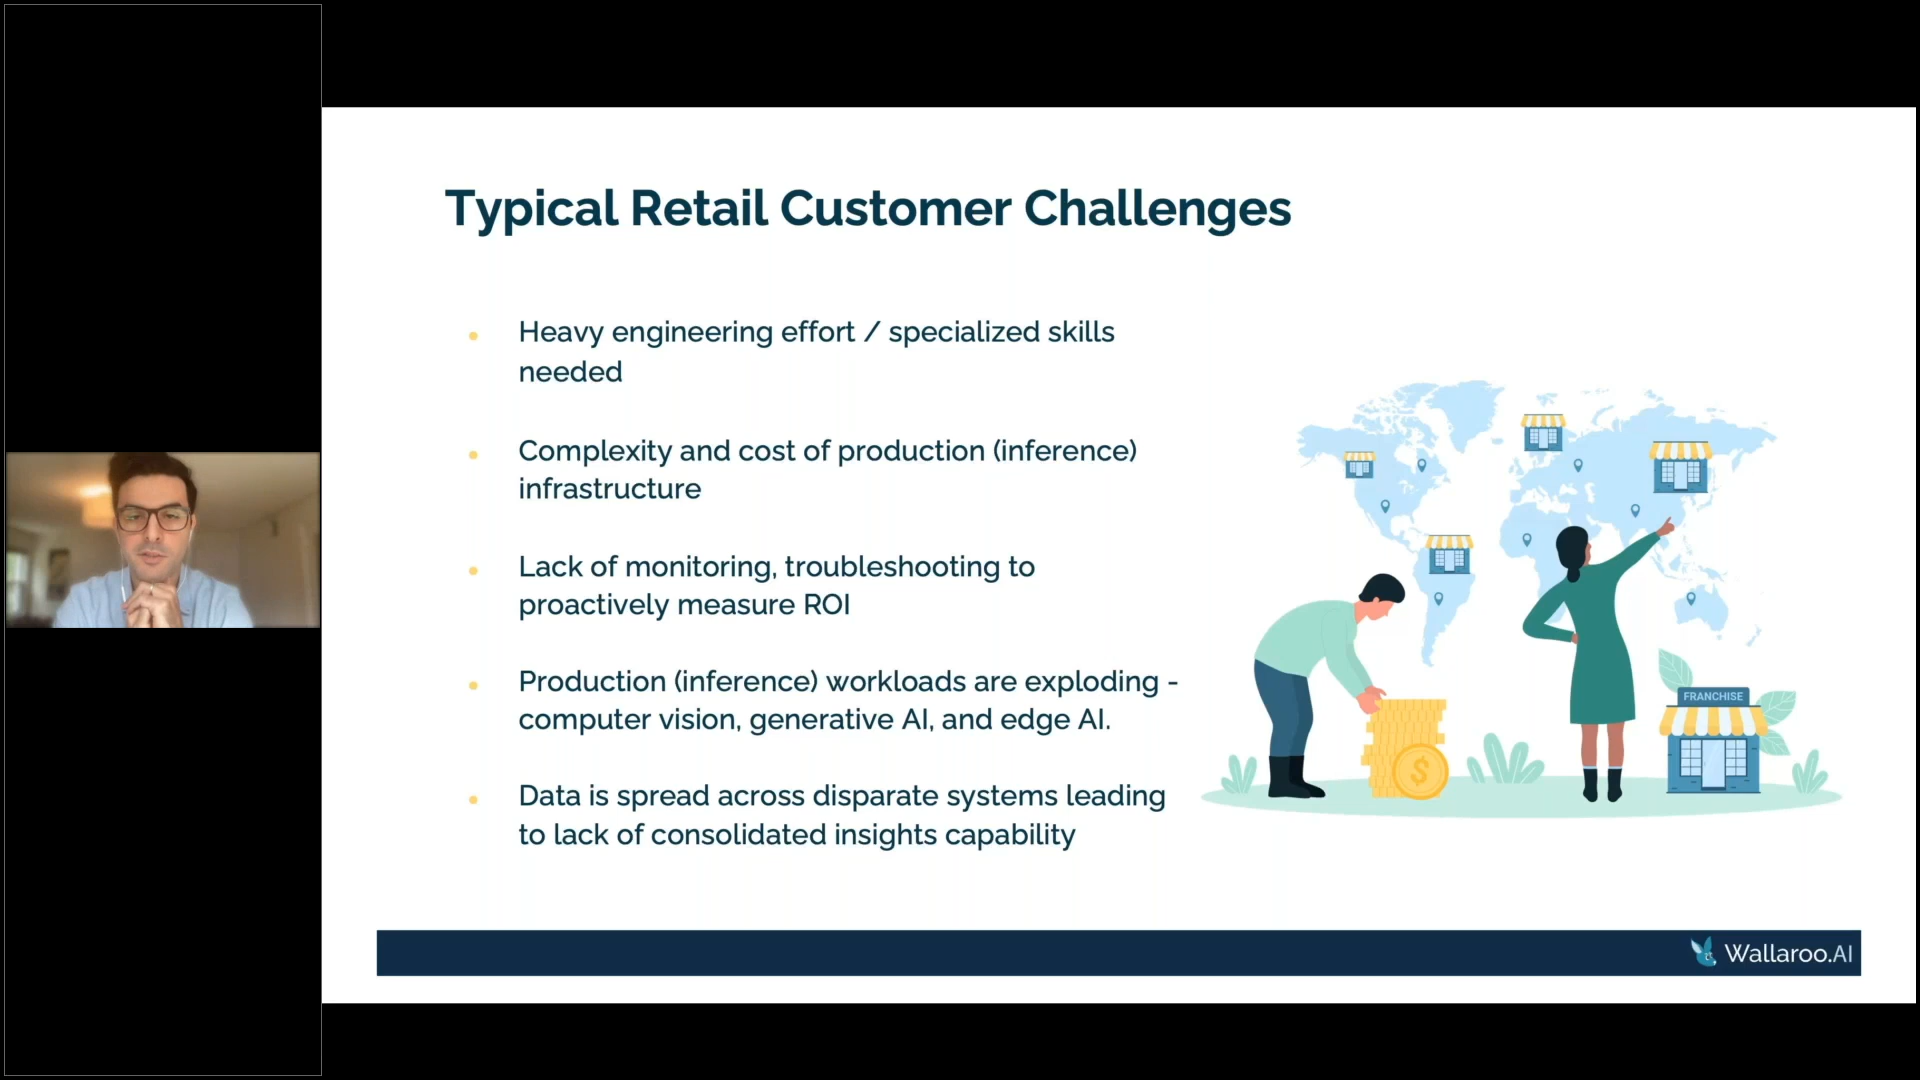 Typical Retail Customer Challenges
Heavy engineering effort / specialized skills
needed
Complexity and cost of production (inference)
infrastructure
Lack of monitoring, troubleshooting to
proactively measure ROI
Production (inference) workloads are exploding -
computer vision, generative AI, and edge AI.
Data is spread across disparate systems leading
to lack of consolidated insights capability
FRANCHISE
$
Wallaroo.AI